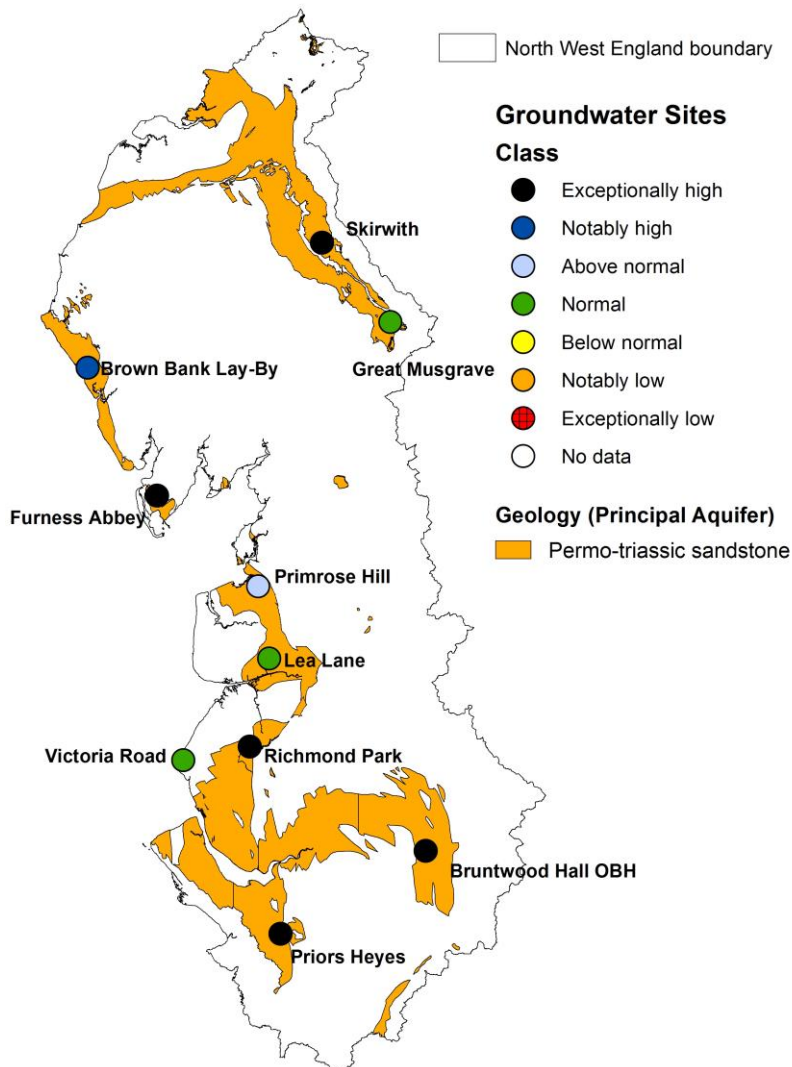 North West England boundary
Groundwater Sites
Class
Exceptionally high
Notably high
Above normal
Normal
Below normal
Notably low
Exceptionally low
No data
Geology (Principal Aquifer)
Permo-triassic sandstone
Skirwith
Great Musgrave
Brown Bank Lay-By
Furness Abbey
Primrose Hill
Lea Lane
Victoria Road
Richmond Park
Bruntwood Hall OBH
Priors Heyes